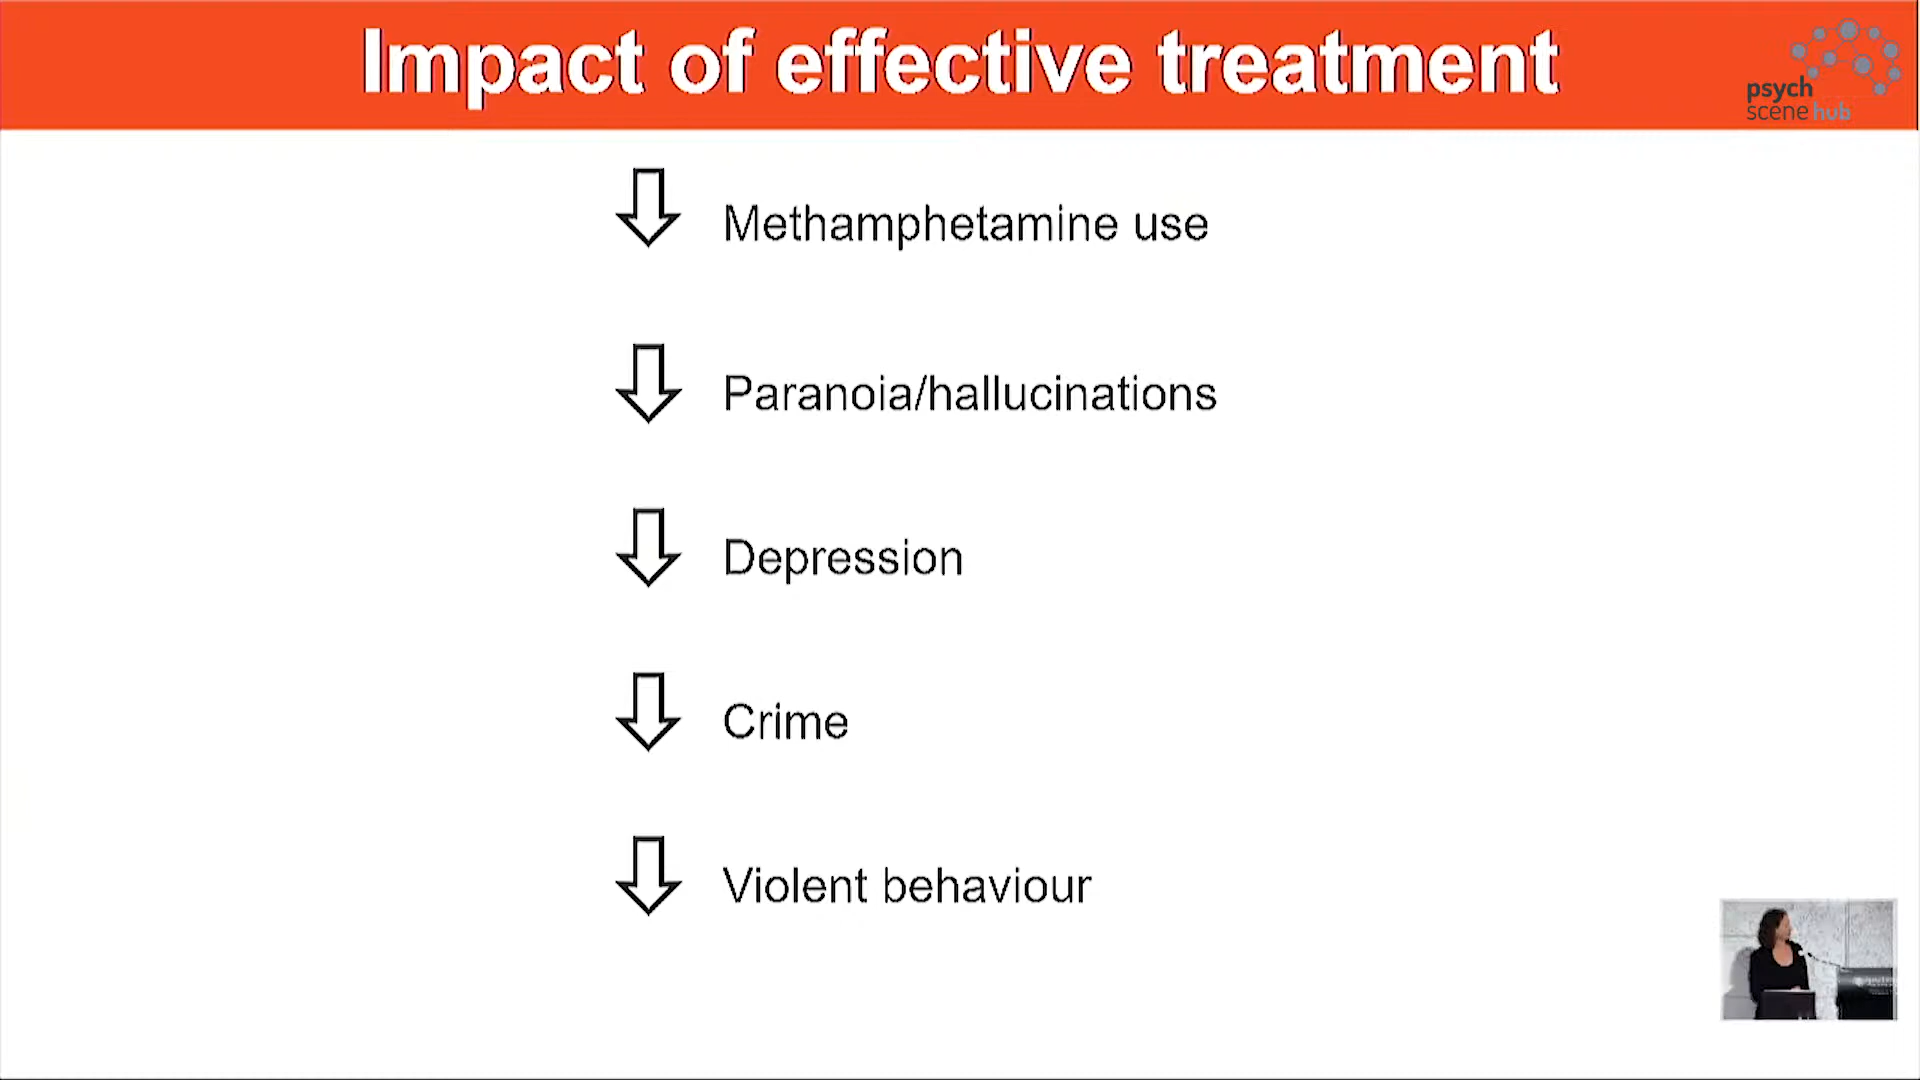 Impact of effective treatment
psych
scene hub
Methamphetamine use
Paranoia/hallucinations
Depression
Crime
Violent behaviour